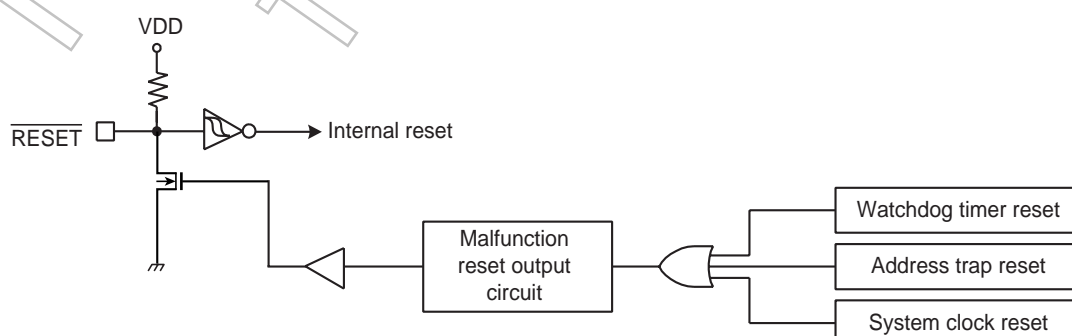 VDD
RESET
Internal reset
Watchdog timer reset
Malfunction
reset output
circuit
Address trap reset
System clock reset